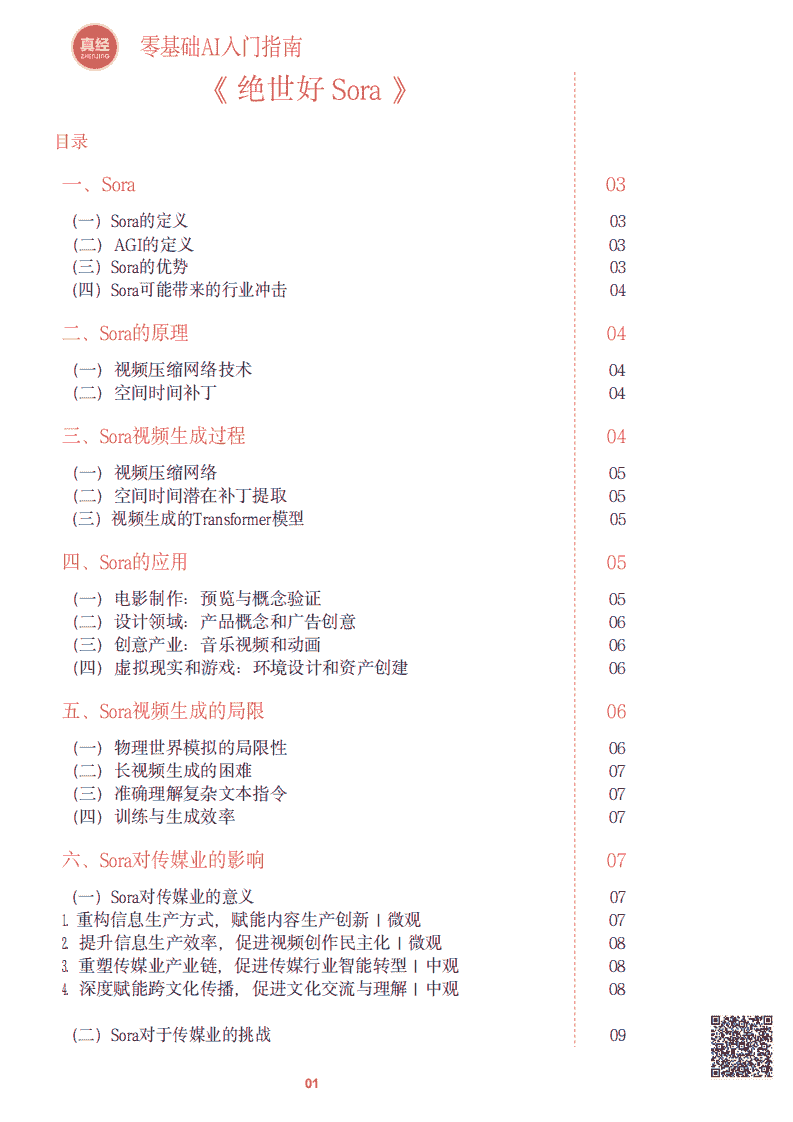 真经
ZHENJING
零基础AI入门指南
《 绝世好 Sora 》
目录
一、Sora 03
（一）Sora的定义 03
（二）AGI的定义 03
（三）Sora的优势 03
（四）Sora可能带来的行业冲击 04
二、Sora的原理 04
（一）视频压缩网络技术 04
（二）空间时间补丁 04
三、Sora视频生成过程 04
（一）视频压缩网络 05
（二）空间时间潜在补丁提取 05
（三）视频生成的Transformer模型 05
四、Sora的应用 05
（一）电影制作：预览与概念验证 05
（二）设计领域：产品概念和广告创意 06
（三）创意产业：音乐视频和动画 06
（四）虚拟现实和游戏：环境设计和资产创建 06
五、Sora视频生成的局限 06
（一）物理世界模拟的局限性 06
（二）长视频生成的困难 07
（三）准确理解复杂文本指令 07
（四）训练与生成效率 07
六、Sora对传媒业的影响 07
（一）Sora对传媒业的意义 07
1. 重构信息生产方式，赋能内容生产创新丨微观 07
2. 提升信息生产效率，促进视频创作民主化丨微观 08
3. 重塑传媒业产业链，促进传媒行业智能转型丨中观 08
4. 深度赋能跨文化传播，促进文化交流与理解丨中观 08
（二）Sora对于传媒业的挑战 09
01